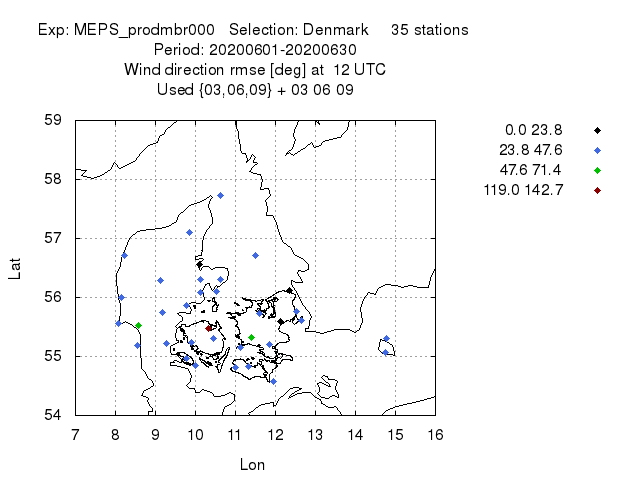 Exp: MEPS_prodmbr000 Selection: Denmark 35 stations
Period: 20200601-20200630
Wind direction rmse [deg] at 12 UTC
Used {03,06,09} + 03 06 09
0.0 23.8
23.8 47.6
47.6 71.4
119.0 142.7
59
58
57
56
55
54
Lat
7 8 9 10 11 12 13 14 15 16
Lon